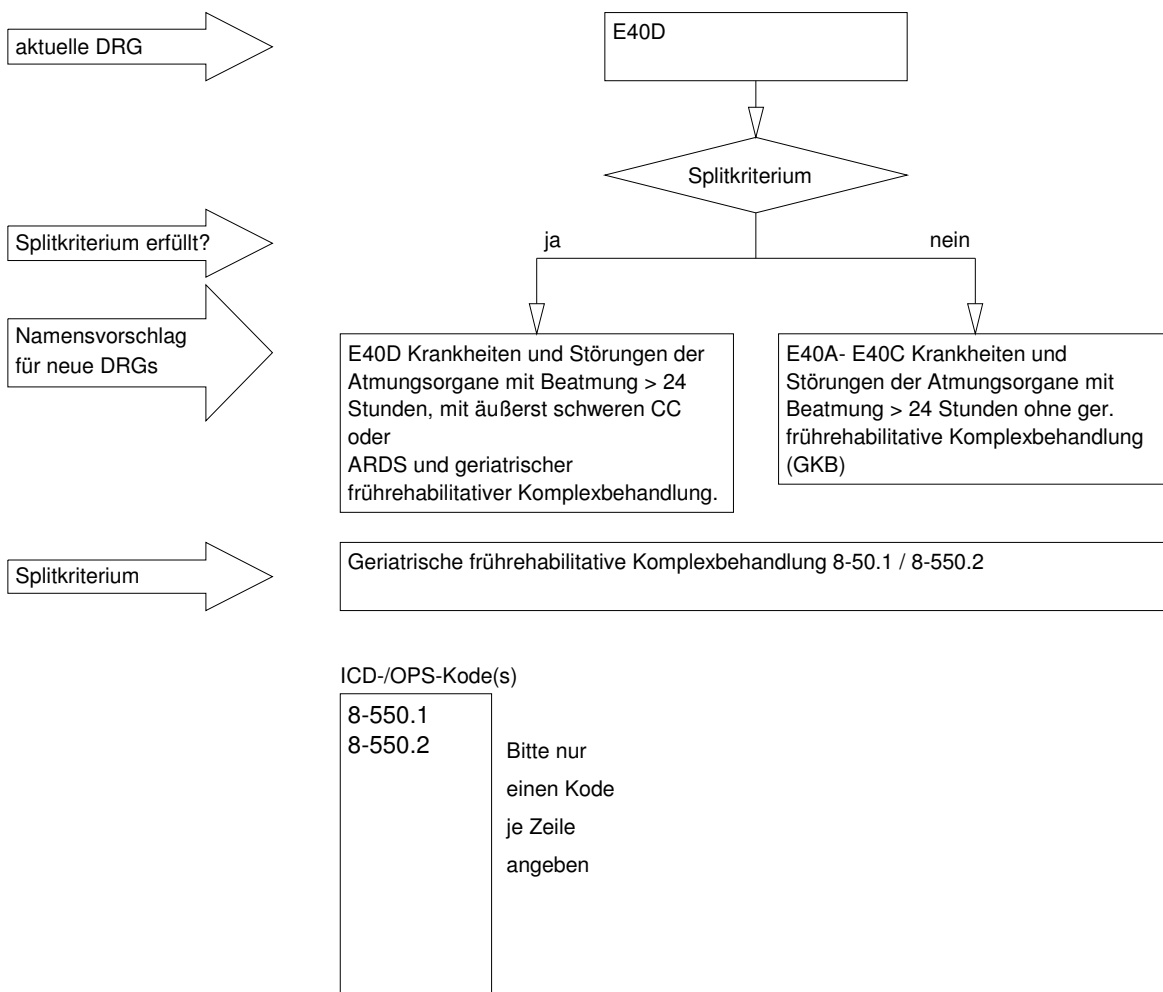 aktuelle DRG
E40D
Splitkriterium
Splitkriterium erfüllt?
ja
nein
Namensvorschlag
für neue DRGs
E40D Krankheiten und Störungen der
Atmungsorgane mit Beatmung > 24
Stunden, mit äußerst schweren CC
oder
ARDS und geriatrischer
frührehabilitativer Komplexbehandlung.
E40A- E40C Krankheiten und
Störungen der Atmungsorgane mit
Beatmung > 24 Stunden ohne ger.
frührehabilitative Komplexbehandlung
(GKB)
Splitkriterium
Geriatrische frührehabilitative Komplexbehandlung 8-50.1 / 8-550.2
ICD-/OPS-Kode(s)
8-550.1
8-550.2
Bitte nur
einen Kode
je Zeile
angeben